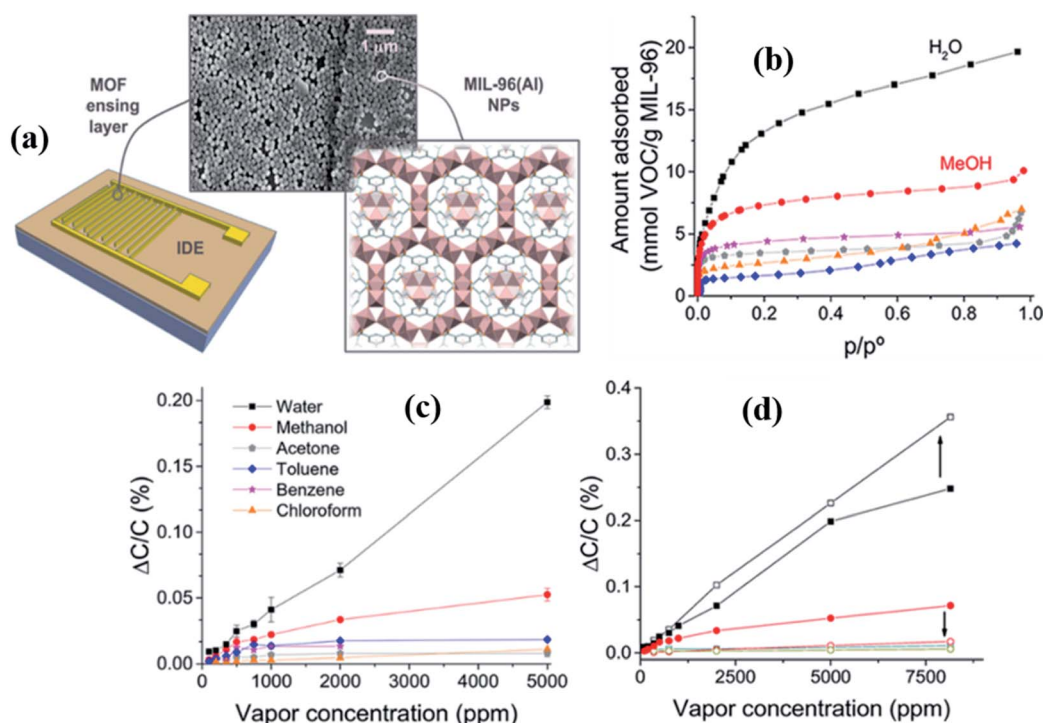 (a)
MOF
ensing
layer
1 µm
MIL-96(Al)
NPs
IDE
(b)
Amount adsorbed
(mmol VOC/g MIL-96)
20
15
10
5
0
H₂O
MeOH
0.0 0.2 0.4 0.6 0.8 1.0
p/pº
(c)
ΔC/C (%)
0.20
0.15
0.10
0.05
0.00
Water
Methanol
Acetone
Toluene
Benzene
Chloroform
0 1000 2000 3000 4000 5000
Vapor concentration (ppm)
(d)
ΔC/C (%)
0.4
0.3
0.2
0.1
0.0
0 2500 5000 7500
Vapor concentration (ppm)